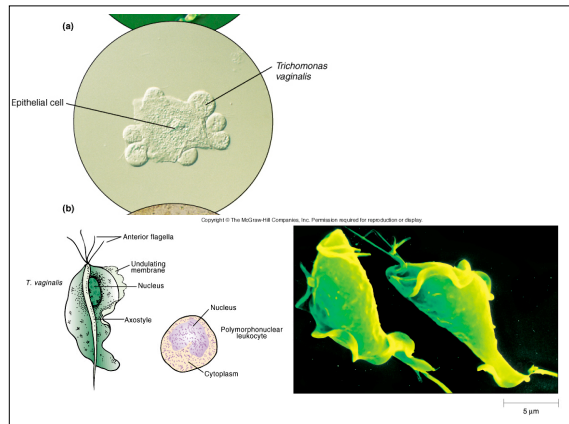 (a)
Trichomonas
vaginalis
Epithelial cell
(b)
Copyright © The McGraw-Hill Companies, Inc. Permission required for reproduction or display.
Anterior flagella
Undulating
membrane
T. vaginalis
Nucleus
Axostyle
Nucleus
Polymorphonuclear
leukocyte
Cytoplasm
5 µm